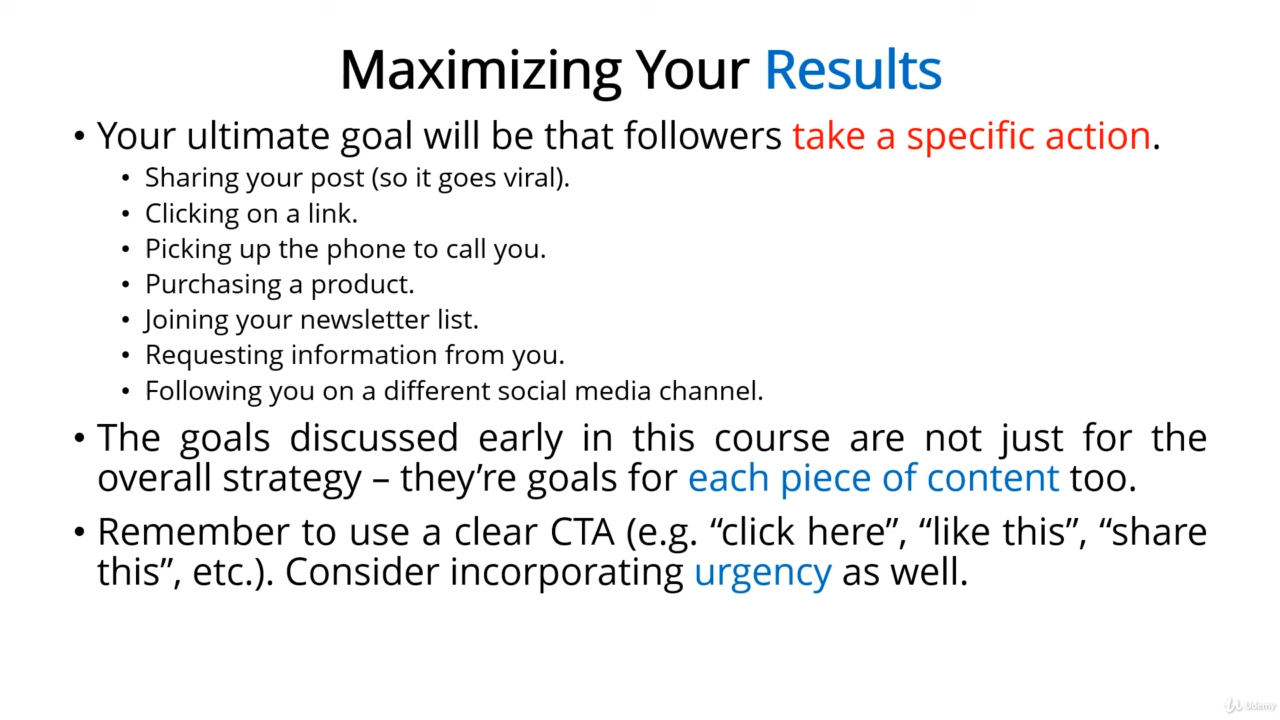 Maximizing Your Results
• Your ultimate goal will be that followers take a specific action.
• Sharing your post (so it goes viral).
• Clicking on a link.
• Picking up the phone to call you.
• Purchasing a product.
• Joining your newsletter list.
• Requesting information from you.
• Following you on a different social media channel.
• The goals discussed early in this course are not just for the
overall strategy – they’re goals for each piece of content too.
• Remember to use a clear CTA (e.g. “click here”, “like this”, “share
this”, etc.). Consider incorporating urgency as well.
Udemy